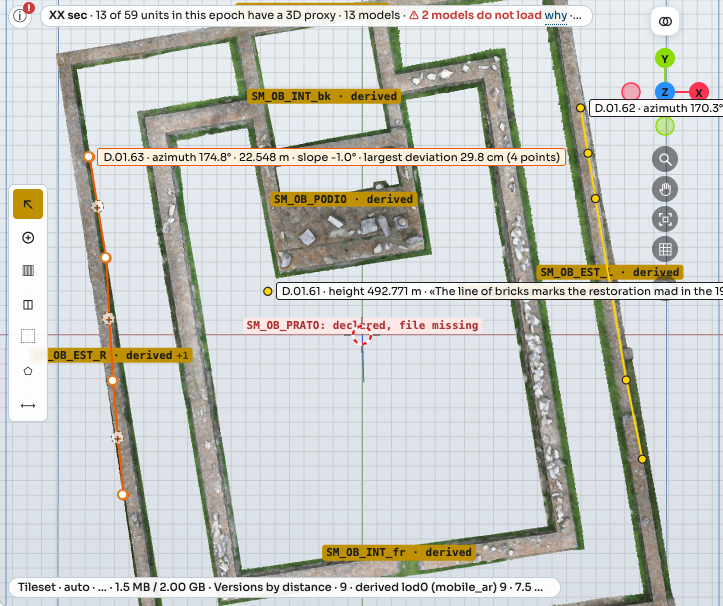 XX sec · 13 of 59 units in this epoch have a 3D proxy · 13 models · ⚠ 2 models do not load why ·...
Y
SM_OB_INT_bk · derived
Z
X
D.01.62 · azimuth 170.3°
D.01.63 · azimuth 174.8° · 22.548 m · slope -1.0° · largest deviation 29.8 cm (4 points)
SM_OB_PODIO · derived
SM_OB_EST_L · derived
D.01.61 · height 492.771 m · «The line of bricks marks the restoration mad in the 19
SM_OB_PRATO: declared, file missing
_OB_EST_R · derived +1
SM_OB_INT_fr · derived
Tileset · auto · ... · 1.5 MB / 2.00 GB · Versions by distance · 9 · derived lod0 (mobile_ar) 9 · 7.5 ...